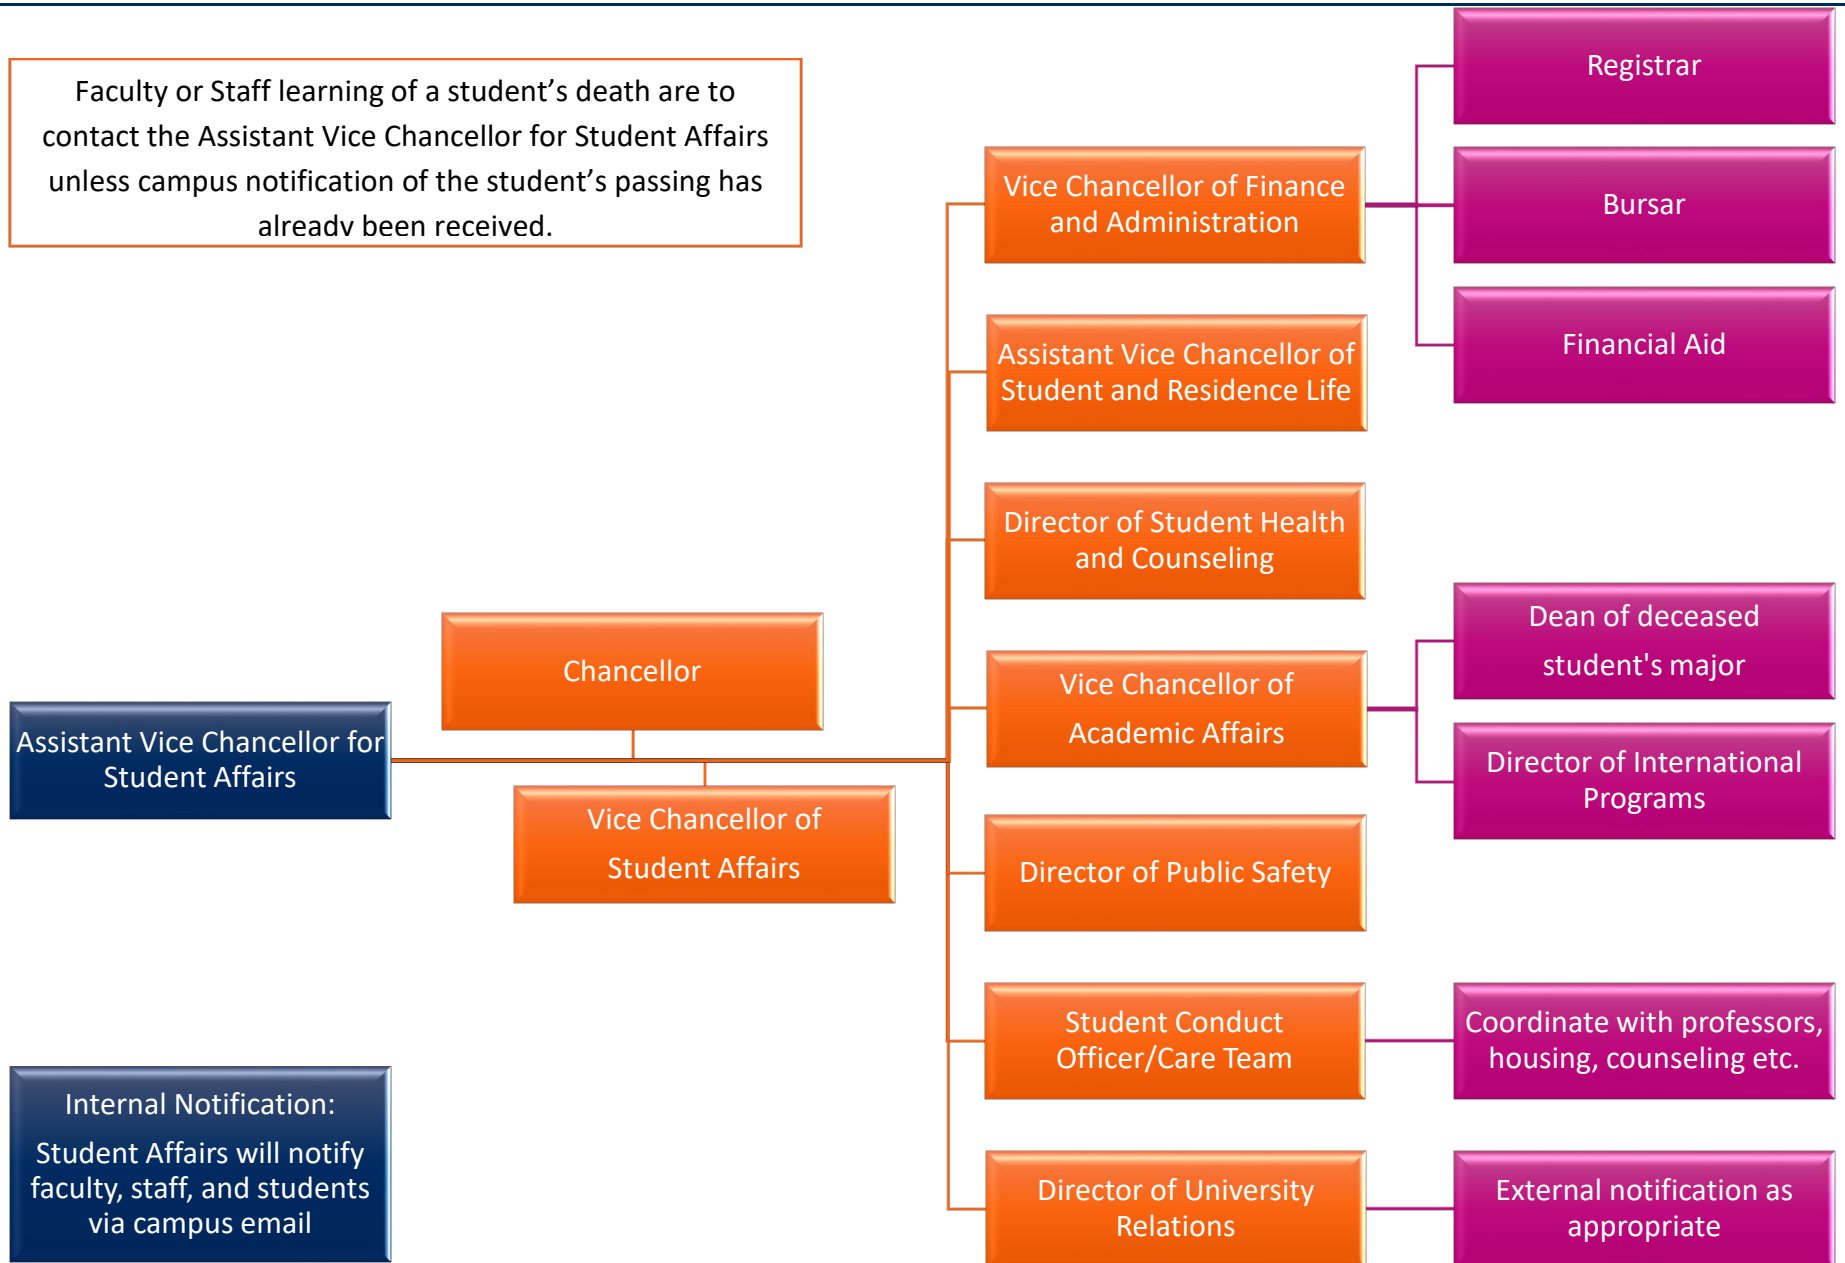 Faculty or Staff learning of a student’s death are to
contact the Assistant Vice Chancellor for Student Affairs
unless campus notification of the student’s passing has
already been received.
Registrar
Vice Chancellor of Finance
and Administration
Bursar
Financial Aid
Assistant Vice Chancellor of
Student and Residence Life
Director of Student Health
and Counseling
Chancellor
Assistant Vice Chancellor for
Student Affairs
Vice Chancellor of
Student Affairs
Vice Chancellor of
Academic Affairs
Dean of deceased
student's major
Director of International
Programs
Director of Public Safety
Student Conduct
Officer/Care Team
Coordinate with professors,
housing, counseling etc.
Internal Notification:
Student Affairs will notify
faculty, staff, and students
via campus email
Director of University
Relations
External notification as
appropriate